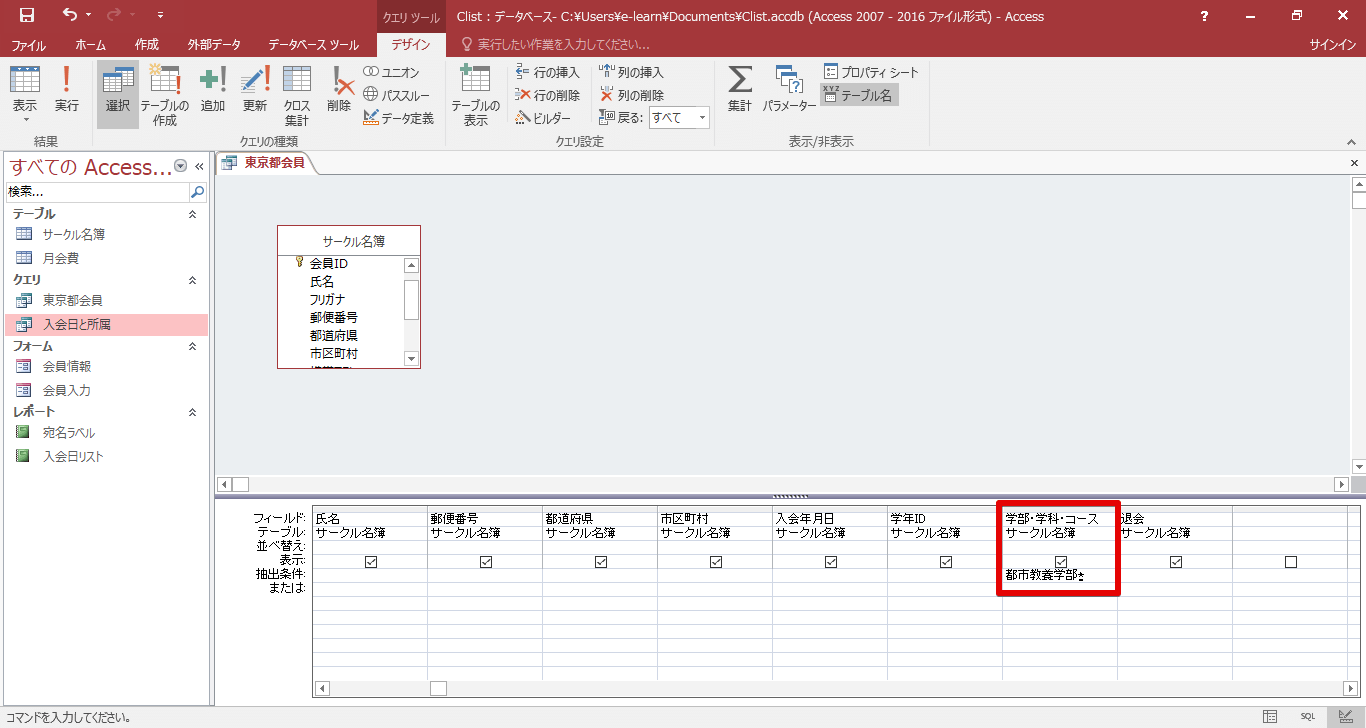 クエリ ツール
Clist : データベース- C:¥Users¥e-learn¥Documents¥Clist.accdb (Access 2007 - 2016 ファイル形式) - Access
?
ファイル ホーム 作成 外部データ データベース ツール デザイン 実行したい作業を入力してください... サインイン
表示 実行 選択 テーブルの作成 追加 更新 クロス集計 削除
ユニオン
パススルー
データ定義
テーブルの表示
行の挿入
行の削除
ビルダー
列の挿入
列の削除
戻る: すべて
集計 パラメーター
プロパティ シート
XYZ テーブル名
結果 クエリの種類 クエリ設定 表示/非表示
すべての Access... «
検索...
テーブル
サークル名簿
月会費
クエリ
東京都会員
入会日と所属
フォーム
会員情報
会員入力
レポート
宛名ラベル
入会日リスト
東京都会員
サークル名簿
会員ID
氏名
フリガナ
郵便番号
都道府県
市区町村
フィールド: 氏名 郵便番号 都道府県 市区町村 入会年月日 学年ID 学部・学科・コース 退会
テーブル: サークル名簿 サークル名簿 サークル名簿 サークル名簿 サークル名簿 サークル名簿 サークル名簿 サークル名簿
並べ替え:
表示:
抽出条件: 都市教養学部*
または:
コマンドを入力してください。
SQL